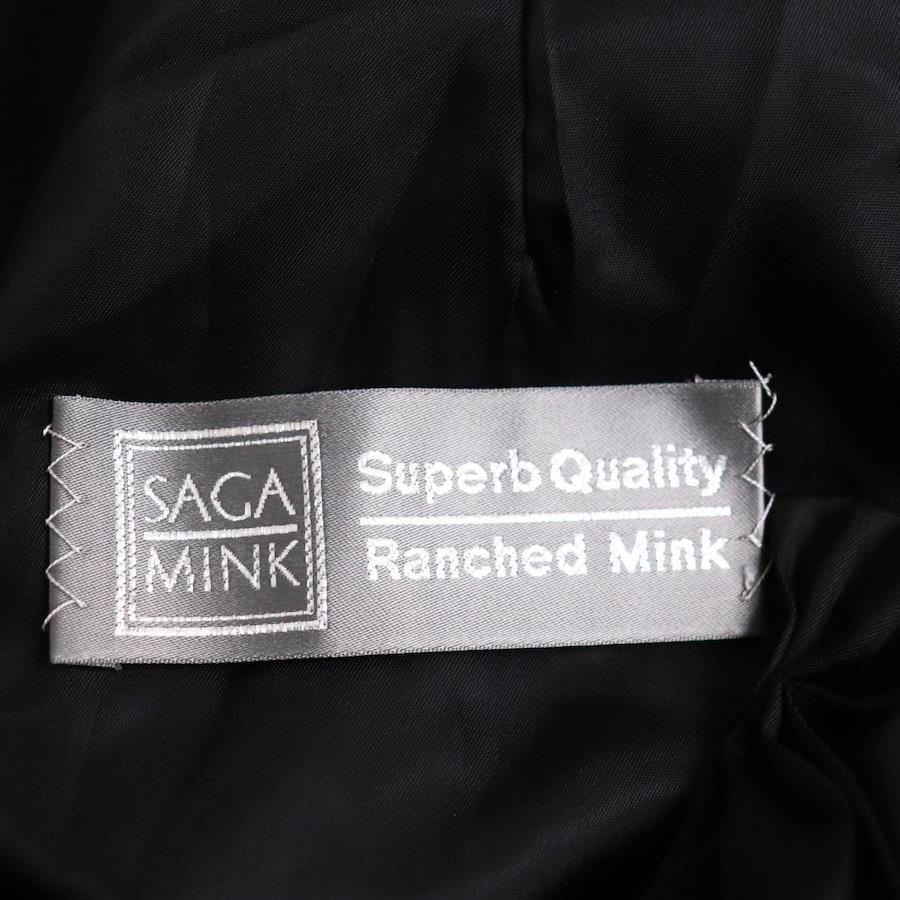 SAGA
MINK
Superb Quality
Ranched Mink